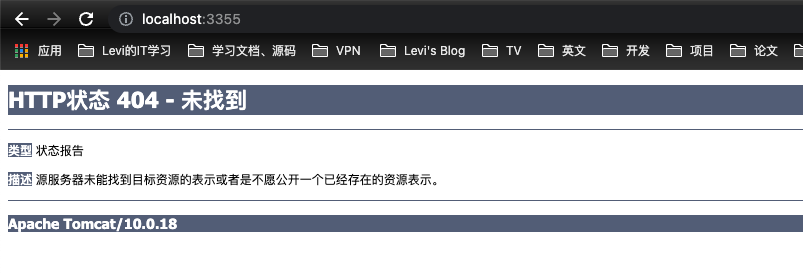 localhost:3355
应用 Levi的IT学习 学习文档、源码 VPN Levi's Blog TV 英文 开发 项目 论文
HTTP状态 404 - 未找到
类型 状态报告
描述 源服务器未能找到目标资源的表示或者是不愿公开一个已经存在的资源表示。
Apache Tomcat/10.0.18